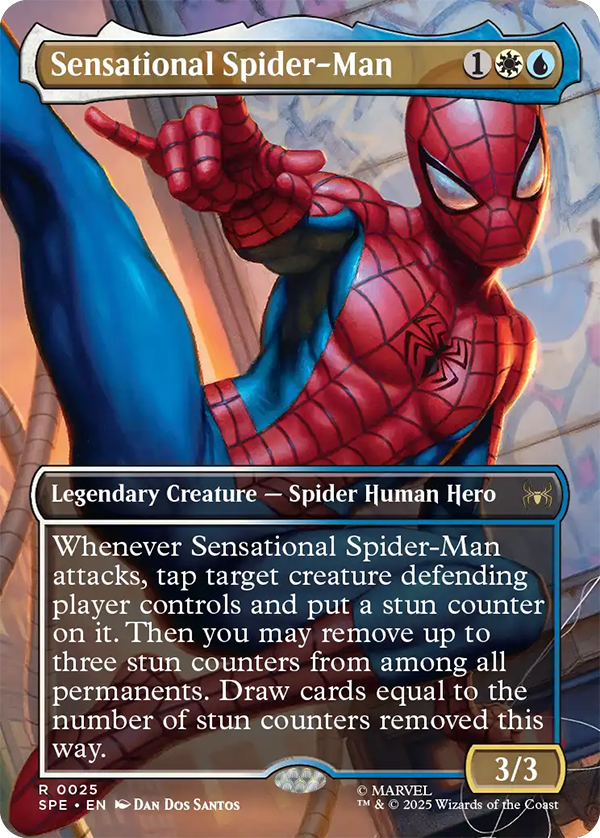 Sensational Spider-Man 1
Legendary Creature — Spider Human Hero
Whenever Sensational Spider-Man
attacks, tap target creature defending
player controls and put a stun counter
on it. Then you may remove up to
three stun counters from among all
permanents. Draw cards equal to the
number of stun counters removed this
way.
3/3
R 0025
SPE • EN Dan Dos Santos
© MARVEL
™ & © 2025 Wizards of the Coast